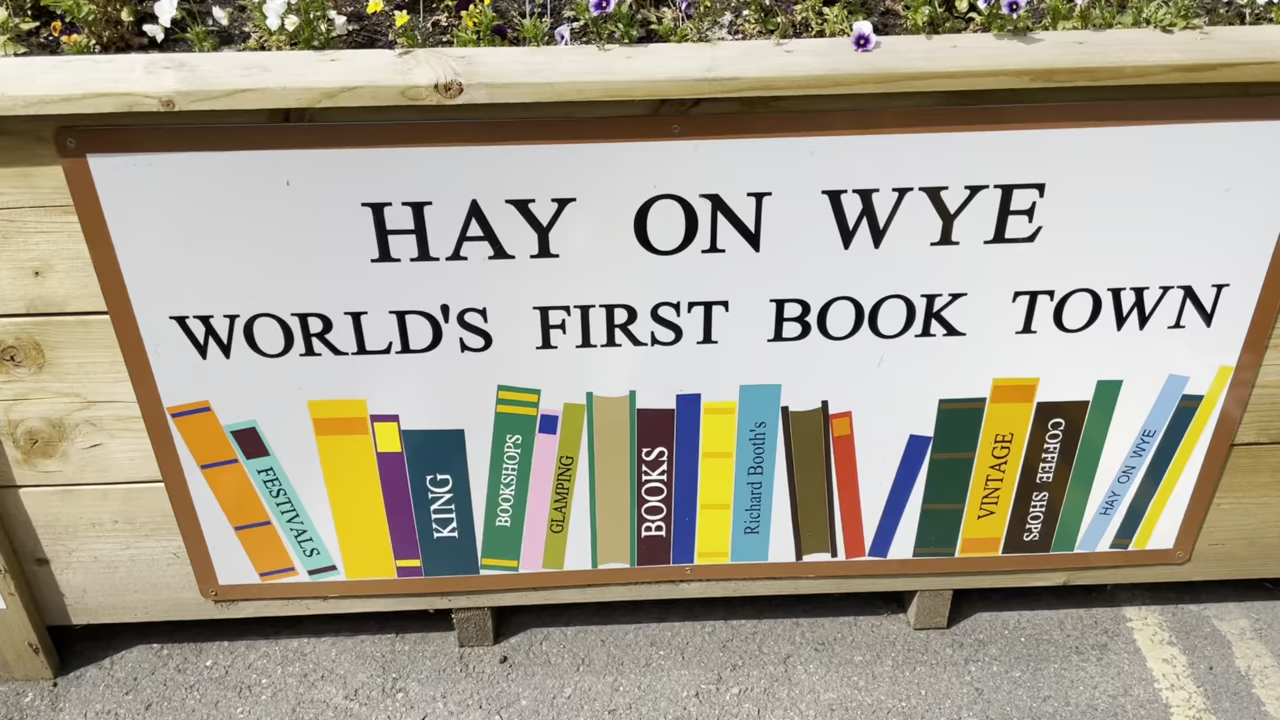 HAY ON WYE
WORLD'S FIRST BOOK TOWN
FESTIVALS
KING
BOOKSHOPS
GLAMPING
BOOKS
Richard Booth's
VINTAGE
COFFEE SHOPS
HAY ON WYE